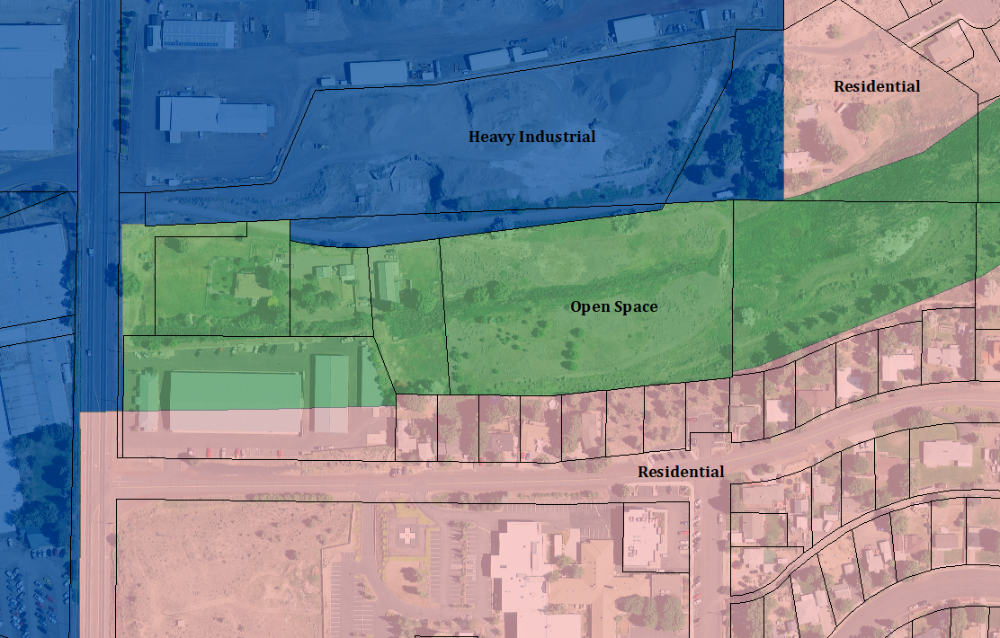 Residential
Heavy Industrial
Open Space
Residential